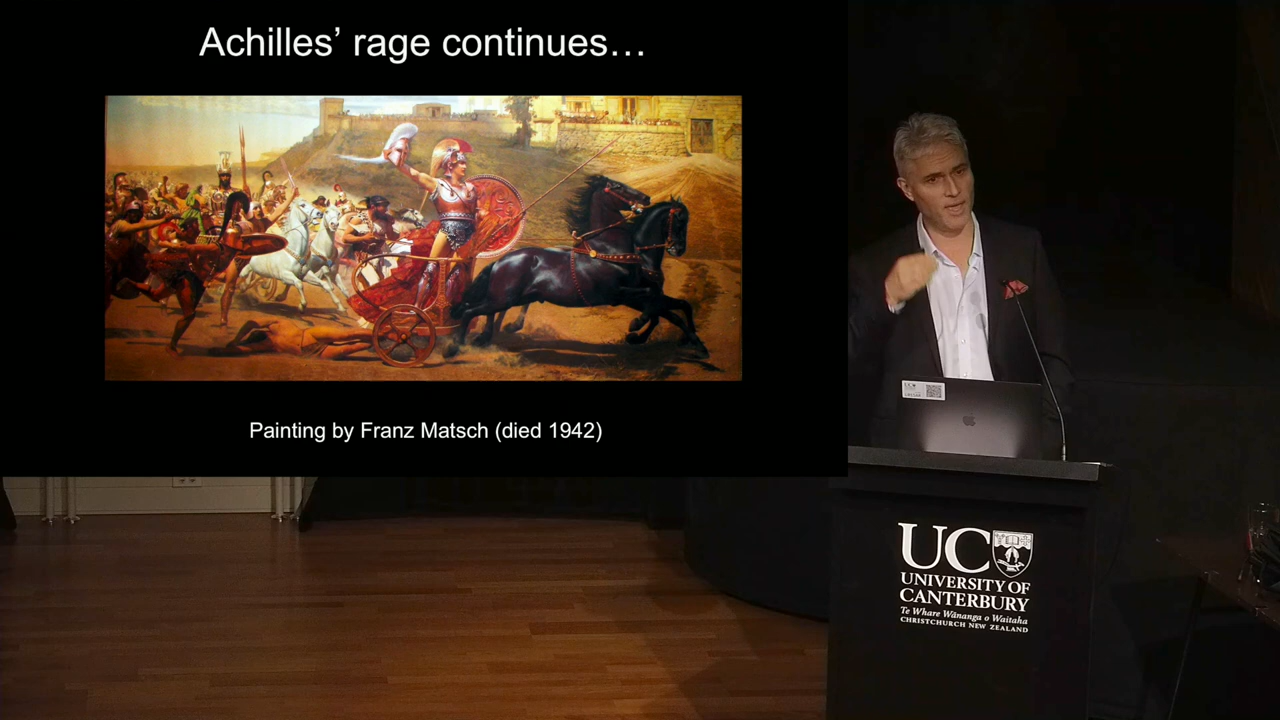 Achilles’ rage continues…
Painting by Franz Matsch (died 1942)
UC
UNIVERSITY OF
CANTERBURY
Te Whare Wānanga o Waitaha
CHRISTCHURCH NEW ZEALAND